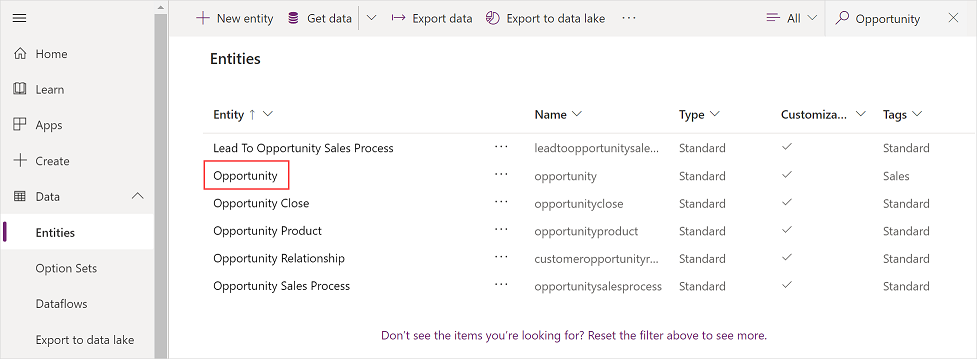 New entity Get data Export data Export to data lake ··· All Opportunity
Home
Learn
Apps
Create
Data
Entities
Option Sets
Dataflows
Export to data lake
Entities
Entity ↑ Name Type Customiza... Tags
Lead To Opportunity Sales Process ··· leadtoopportunitysale... Standard Standard
Opportunity ··· opportunity Standard Sales
Opportunity Close ··· opportunityclose Standard Standard
Opportunity Product ··· opportunityproduct Standard Standard
Opportunity Relationship ··· customeropportunityr... Standard Standard
Opportunity Sales Process ··· opportunitysalesprocess Standard Standard
Don't see the items you're looking for? Reset the filter above to see more.